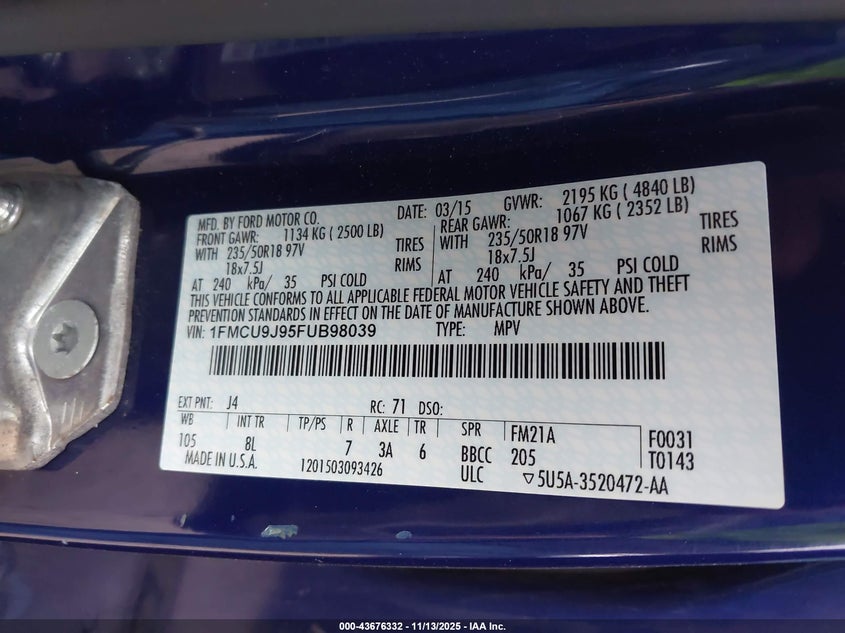 MFD. BY FORD MOTOR CO. DATE: 03/15 GVWR: 2195 KG ( 4840 LB)
FRONT GAWR: 1134 KG ( 2500 LB) REAR GAWR: 1067 KG ( 2352 LB)
WITH 235/50R18 97V TIRES WITH 235/50R18 97V TIRES
18x7.5J RIMS 18x7.5J RIMS
AT 240 kPa/ 35 PSI COLD AT 240 kPa/ 35 PSI COLD
THIS VEHICLE CONFORMS TO ALL APPLICABLE FEDERAL MOTOR VEHICLE SAFETY AND THEFT
PREVENTION STANDARDS IN EFFECT ON THE DATE OF MANUFACTURE SHOWN ABOVE.
VIN: 1FMCU9J95FUB98039 TYPE: MPV
EXT PNT: J4 RC: 71 DSO:
WB INT TR TP/PS R AXLE TR SPR FM21A F0031
105 8L 7 3A 6 BBCC 205 T0143
MADE IN U.S.A. 1201503093426 ULC ▽5U5A-3520472-AA
000-43676332 | 11/13/2025 - IAA Inc.